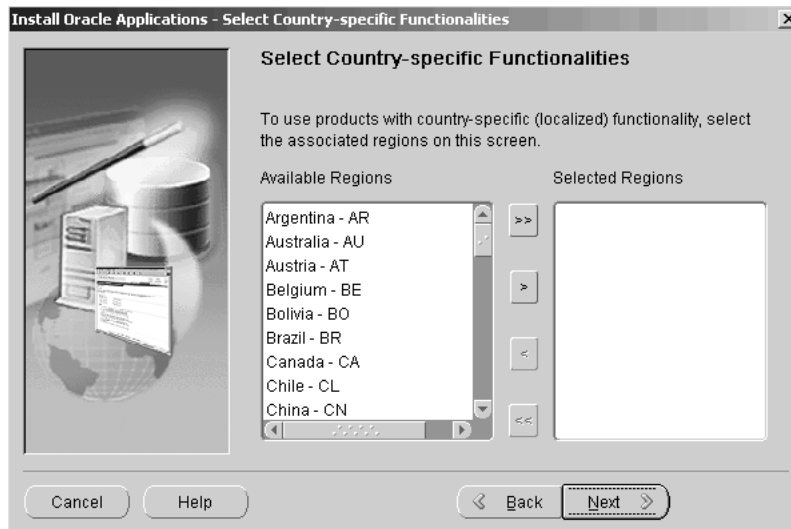 Install Oracle Applications - Select Country-specific Functionalities
Select Country-specific Functionalities
To use products with country-specific (localized) functionality, select
the associated regions on this screen.
Available Regions
Selected Regions
Argentina - AR
Australia - AU
Austria - AT
Belgium - BE
Bolivia - BO
Brazil - BR
Canada - CA
Chile - CL
China - CN
>>
>
<
<<
Cancel
Help
Back
Next